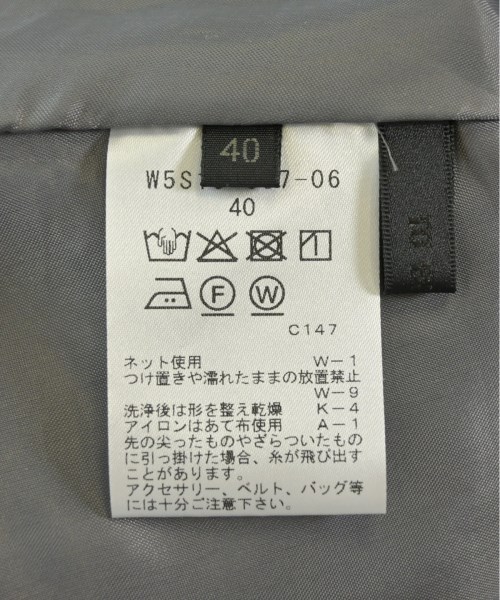 40
W5S 7-06
40
F W
C147
ネット使用 W-1
つけ置きや濡れたままの放置禁止
W-9
洗浄後は形を整え乾燥 K-4
アイロンはあて布使用 A-1
先の尖ったものやざらついたもの
に引っ掛けた場合、糸が飛び出す
ことがあります。
アクセサリー、ベルト、バッグ等
には十分ご注意下さい。